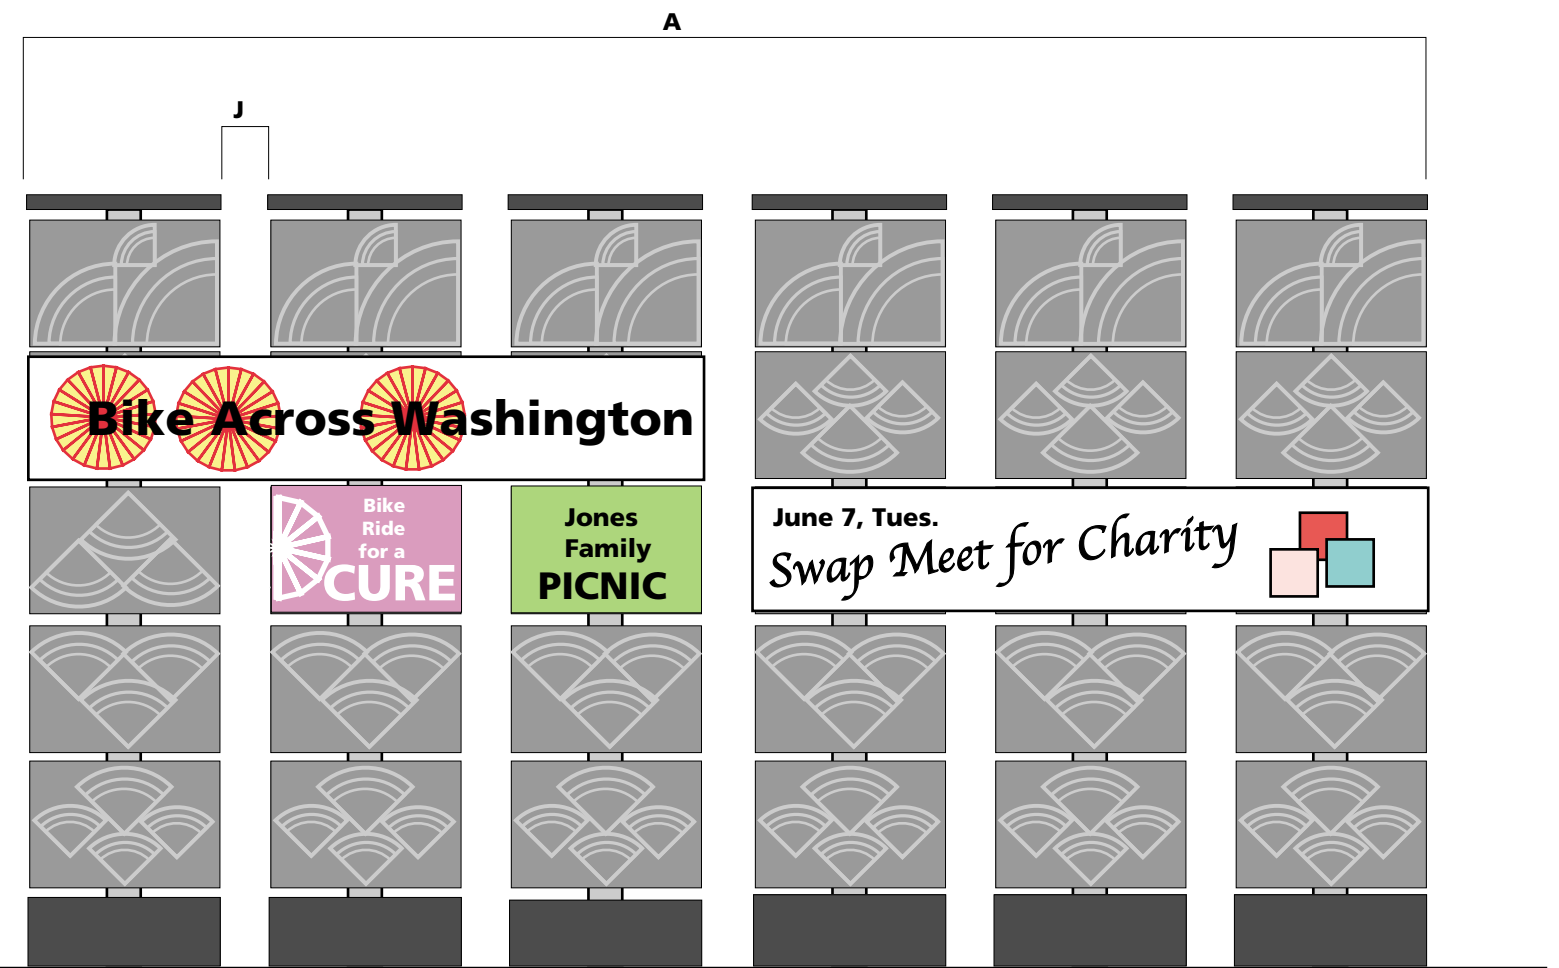 A
J
Bike Across Washington
Bike
Ride
for a
CURE
Jones
Family
PICNIC
June 7, Tues.
Swap Meet for Charity